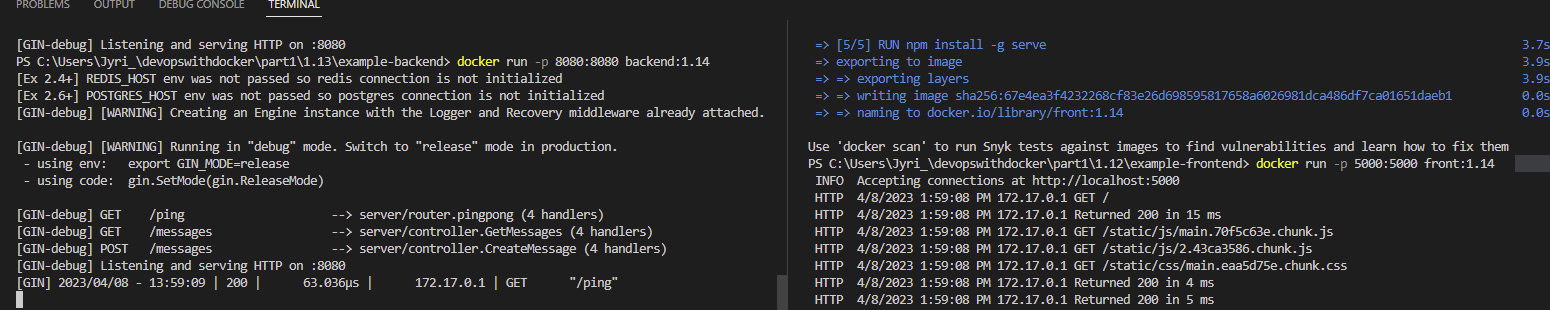 PROBLEMS OUTPUT DEBUG CONSOLE TERMINAL
[GIN-debug] Listening and serving HTTP on :8080
PS C:\Users\Jyri_\devopswithdocker\part1\1.13\example-backend> docker run -p 8080:8080 backend:1.14
[Ex 2.4+] REDIS_HOST env was not passed so redis connection is not initialized
[Ex 2.6+] POSTGRES_HOST env was not passed so postgres connection is not initialized
[GIN-debug] [WARNING] Creating an Engine instance with the Logger and Recovery middleware already attached.
[GIN-debug] [WARNING] Running in "debug" mode. Switch to "release" mode in production.
- using env: export GIN_MODE=release
- using code: gin.SetMode(gin.ReleaseMode)
[GIN-debug] GET /ping --> server/router.pingpong (4 handlers)
[GIN-debug] GET /messages --> server/controller.GetMessages (4 handlers)
[GIN-debug] POST /messages --> server/controller.CreateMessage (4 handlers)
[GIN-debug] Listening and serving HTTP on :8080
[GIN] 2023/04/08 - 13:59:09 | 200 | 63.036µs | 172.17.0.1 | GET "/ping"
=> [5/5] RUN npm install -g serve 3.7s
=> exporting to image 3.9s
=> => exporting layers 3.9s
=> => writing image sha256:67e4ea3f4232268cf83e26d698595817658a6026981dca486df7ca01651daeb1 0.0s
=> => naming to docker.io/library/front:1.14 0.0s
Use 'docker scan' to run Snyk tests against images to find vulnerabilities and learn how to fix them
PS C:\Users\Jyri_\devopswithdocker\part1\1.12\example-frontend> docker run -p 5000:5000 front:1.14
INFO Accepting connections at http://localhost:5000
HTTP 4/8/2023 1:59:08 PM 172.17.0.1 GET /
HTTP 4/8/2023 1:59:08 PM 172.17.0.1 Returned 200 in 15 ms
HTTP 4/8/2023 1:59:08 PM 172.17.0.1 GET /static/js/main.70f5c63e.chunk.js
HTTP 4/8/2023 1:59:08 PM 172.17.0.1 GET /static/js/2.43ca3586.chunk.js
HTTP 4/8/2023 1:59:08 PM 172.17.0.1 GET /static/css/main.eaa5d75e.chunk.css
HTTP 4/8/2023 1:59:08 PM 172.17.0.1 Returned 200 in 4 ms
HTTP 4/8/2023 1:59:08 PM 172.17.0.1 Returned 200 in 5 ms